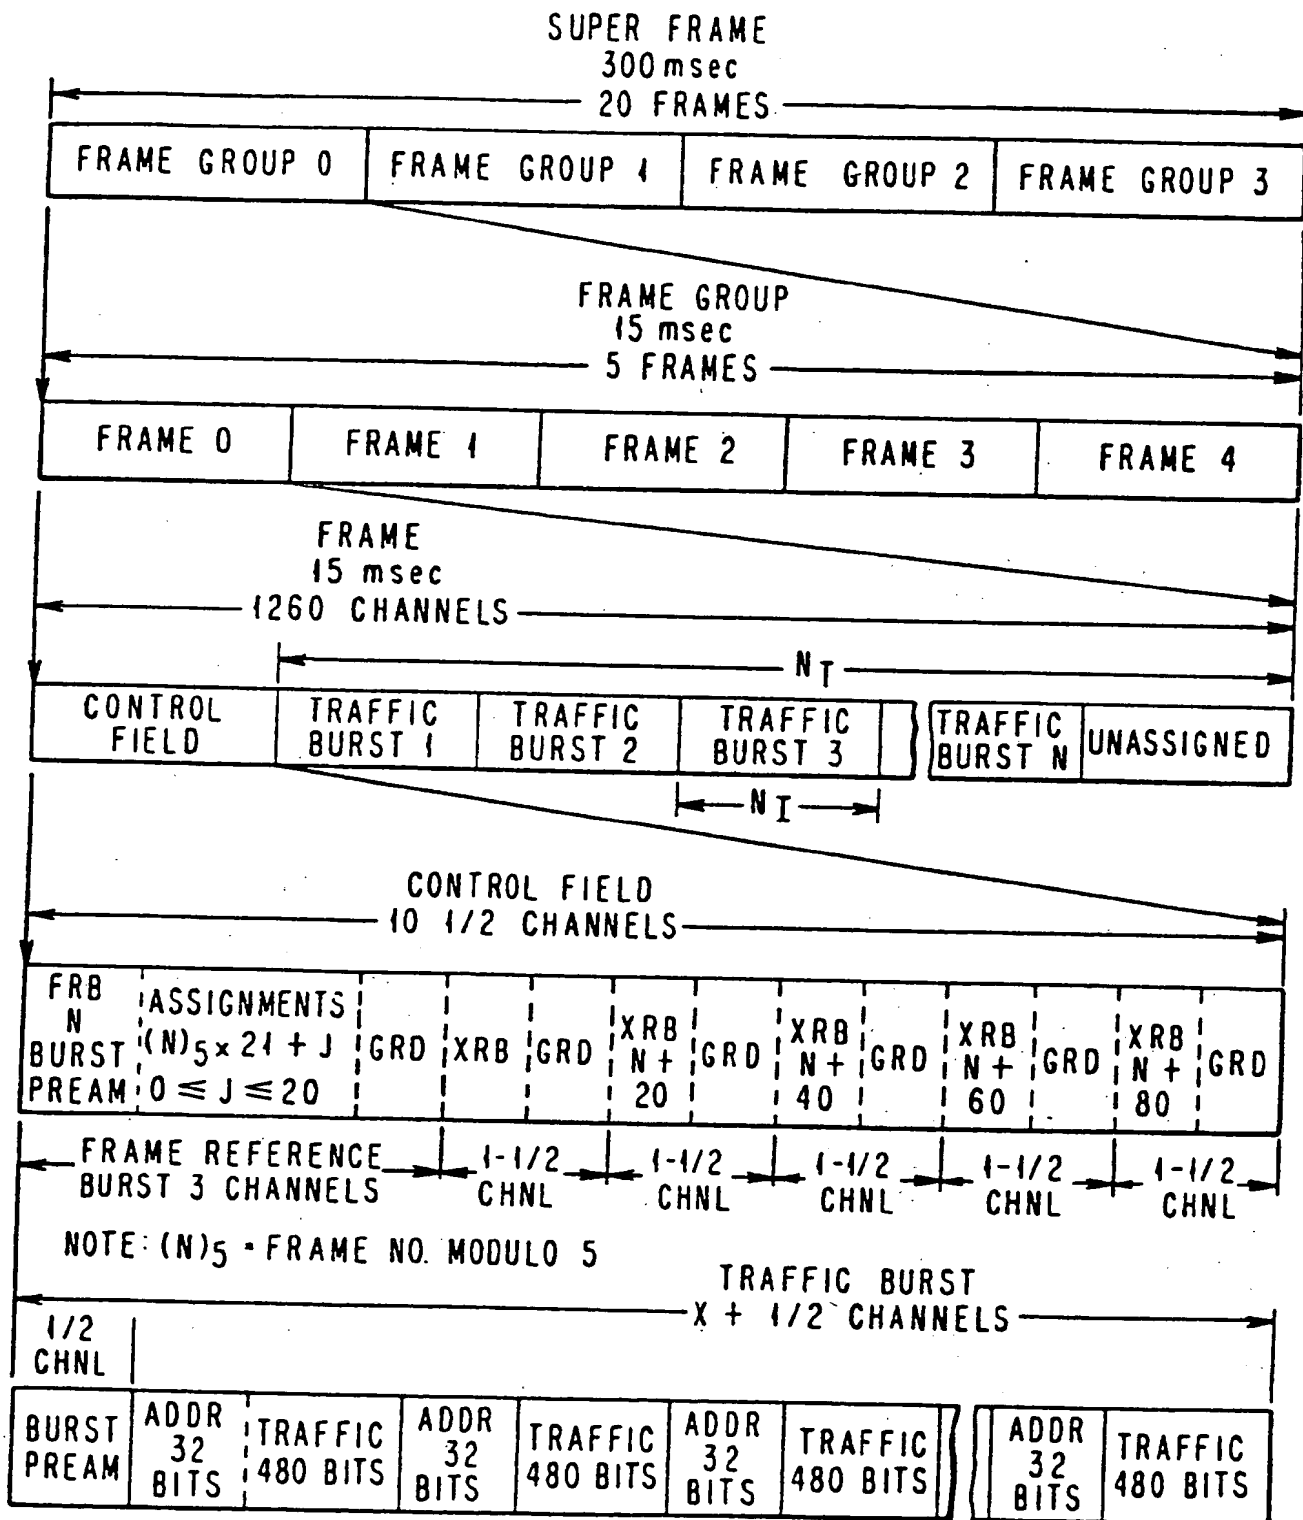 SUPER FRAME
300 msec
20 FRAMES
FRAME GROUP 0 FRAME GROUP 1 FRAME GROUP 2 FRAME GROUP 3
FRAME GROUP
15 msec
5 FRAMES
FRAME 0 FRAME 1 FRAME 2 FRAME 3 FRAME 4
FRAME
15 msec
1260 CHANNELS
NT
CONTROL FIELD
TRAFFIC BURST 1
TRAFFIC BURST 2
TRAFFIC BURST 3
TRAFFIC BURST N
UNASSIGNED
NI
CONTROL FIELD
10 1/2 CHANNELS
FRB
N
BURST
PREAM
ASSIGNMENTS
(N)5 x 21 + J
0 ≤ J ≤ 20
GRD
XRB
GRD
XRB
N +
20
GRD
XRB
N +
40
GRD
XRB
N +
60
GRD
XRB
N +
80
GRD
FRAME REFERENCE
BURST 3 CHANNELS
1-1/2
CHNL
1-1/2
CHNL
1-1/2
CHNL
1-1/2
CHNL
1-1/2
CHNL
NOTE: (N)5 = FRAME NO. MODULO 5
TRAFFIC BURST
X + 1/2 CHANNELS
1/2
CHNL
BURST
PREAM
ADDR
32
BITS
TRAFFIC
480 BITS
ADDR
32
BITS
TRAFFIC
480 BITS
ADDR
32
BITS
TRAFFIC
480 BITS
ADDR
32
BITS
TRAFFIC
480 BITS